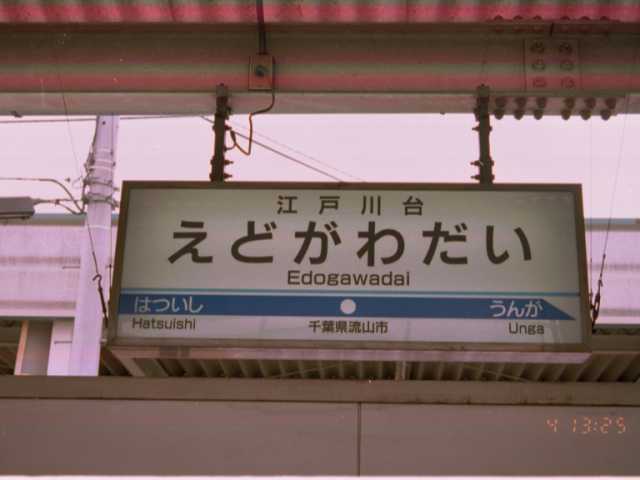 江戸川台
えどがわだい
Edogawadai
はついし うんが
Hatsuishi 千葉県流山市 Unga
4 13:25